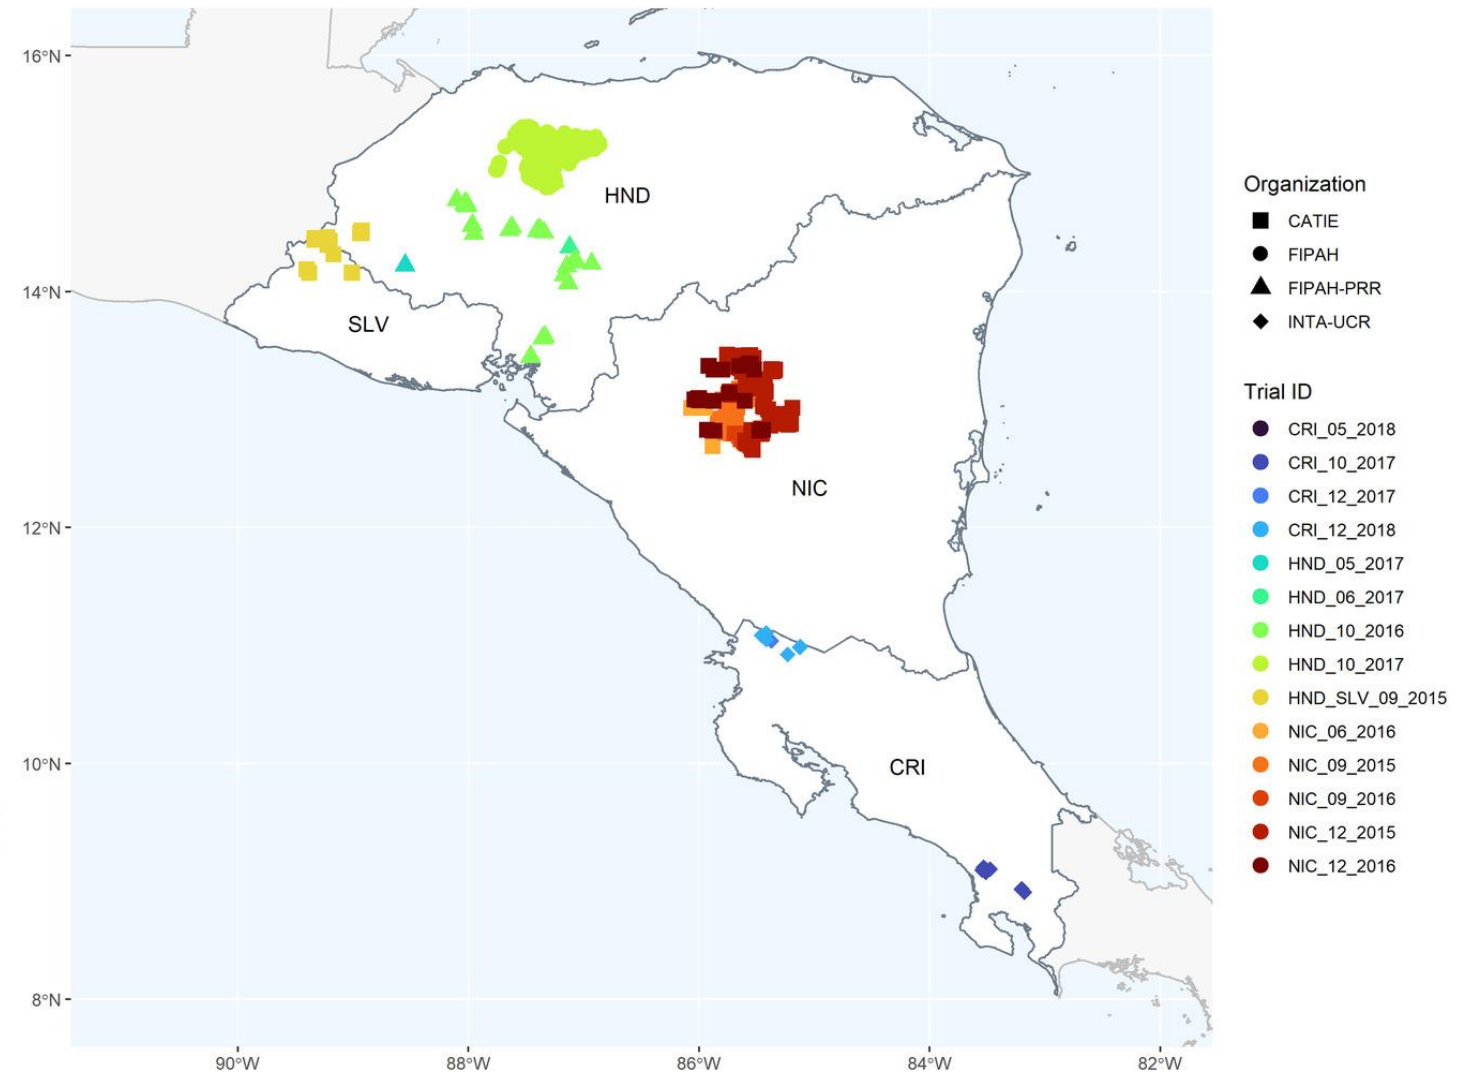 16°N
14°N
12°N
10°N
8°N
90°W
88°W
86°W
84°W
82°W
HND
SLV
NIC
CRI
Organization
CATIE
FIPAH
FIPAH-PRR
INTA-UCR
Trial ID
CRI_05_2018
CRI_10_2017
CRI_12_2017
CRI_12_2018
HND_05_2017
HND_06_2017
HND_10_2016
HND_10_2017
HND_SLV_09_2015
NIC_06_2016
NIC_09_2015
NIC_09_2016
NIC_12_2015
NIC_12_2016